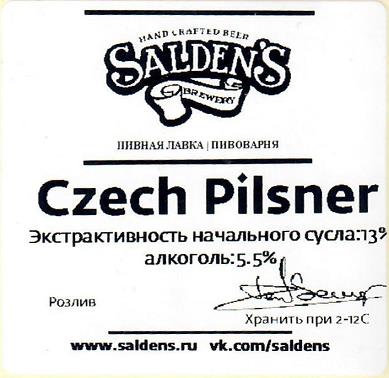 HAND CRAFTED BEER
SALDEN'S
BREWERY
ПИВНАЯ ЛАВКА | ПИВОВАРНЯ
Czech Pilsner
Экстрактивность начального сусла:13%
алкоголь:5.5%
Розлив
Хранить при 2-12С
www.saldens.ru vk.com/saldens